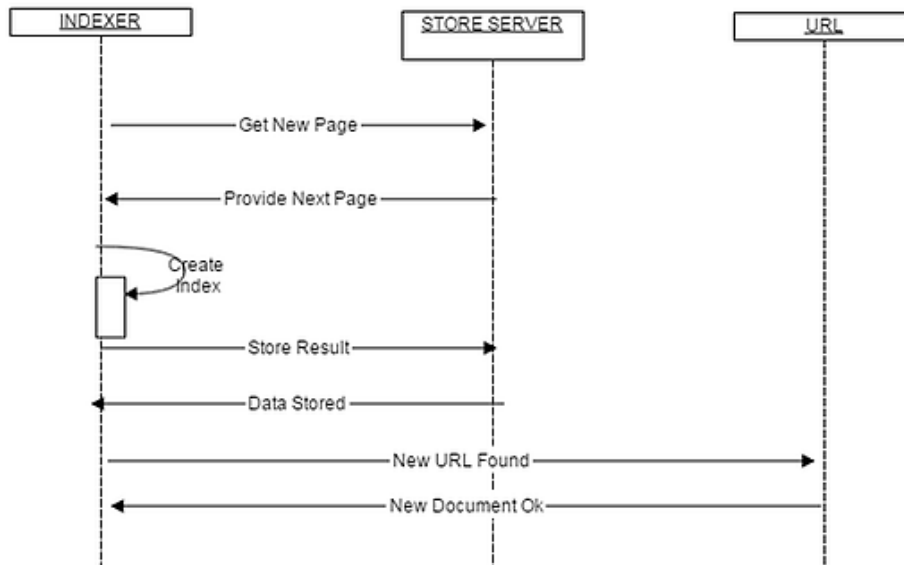 INDEXER
STORE SERVER
URL
Get New Page
Provide Next Page
Create
Index
Store Result
Data Stored
New URL Found
New Document Ok